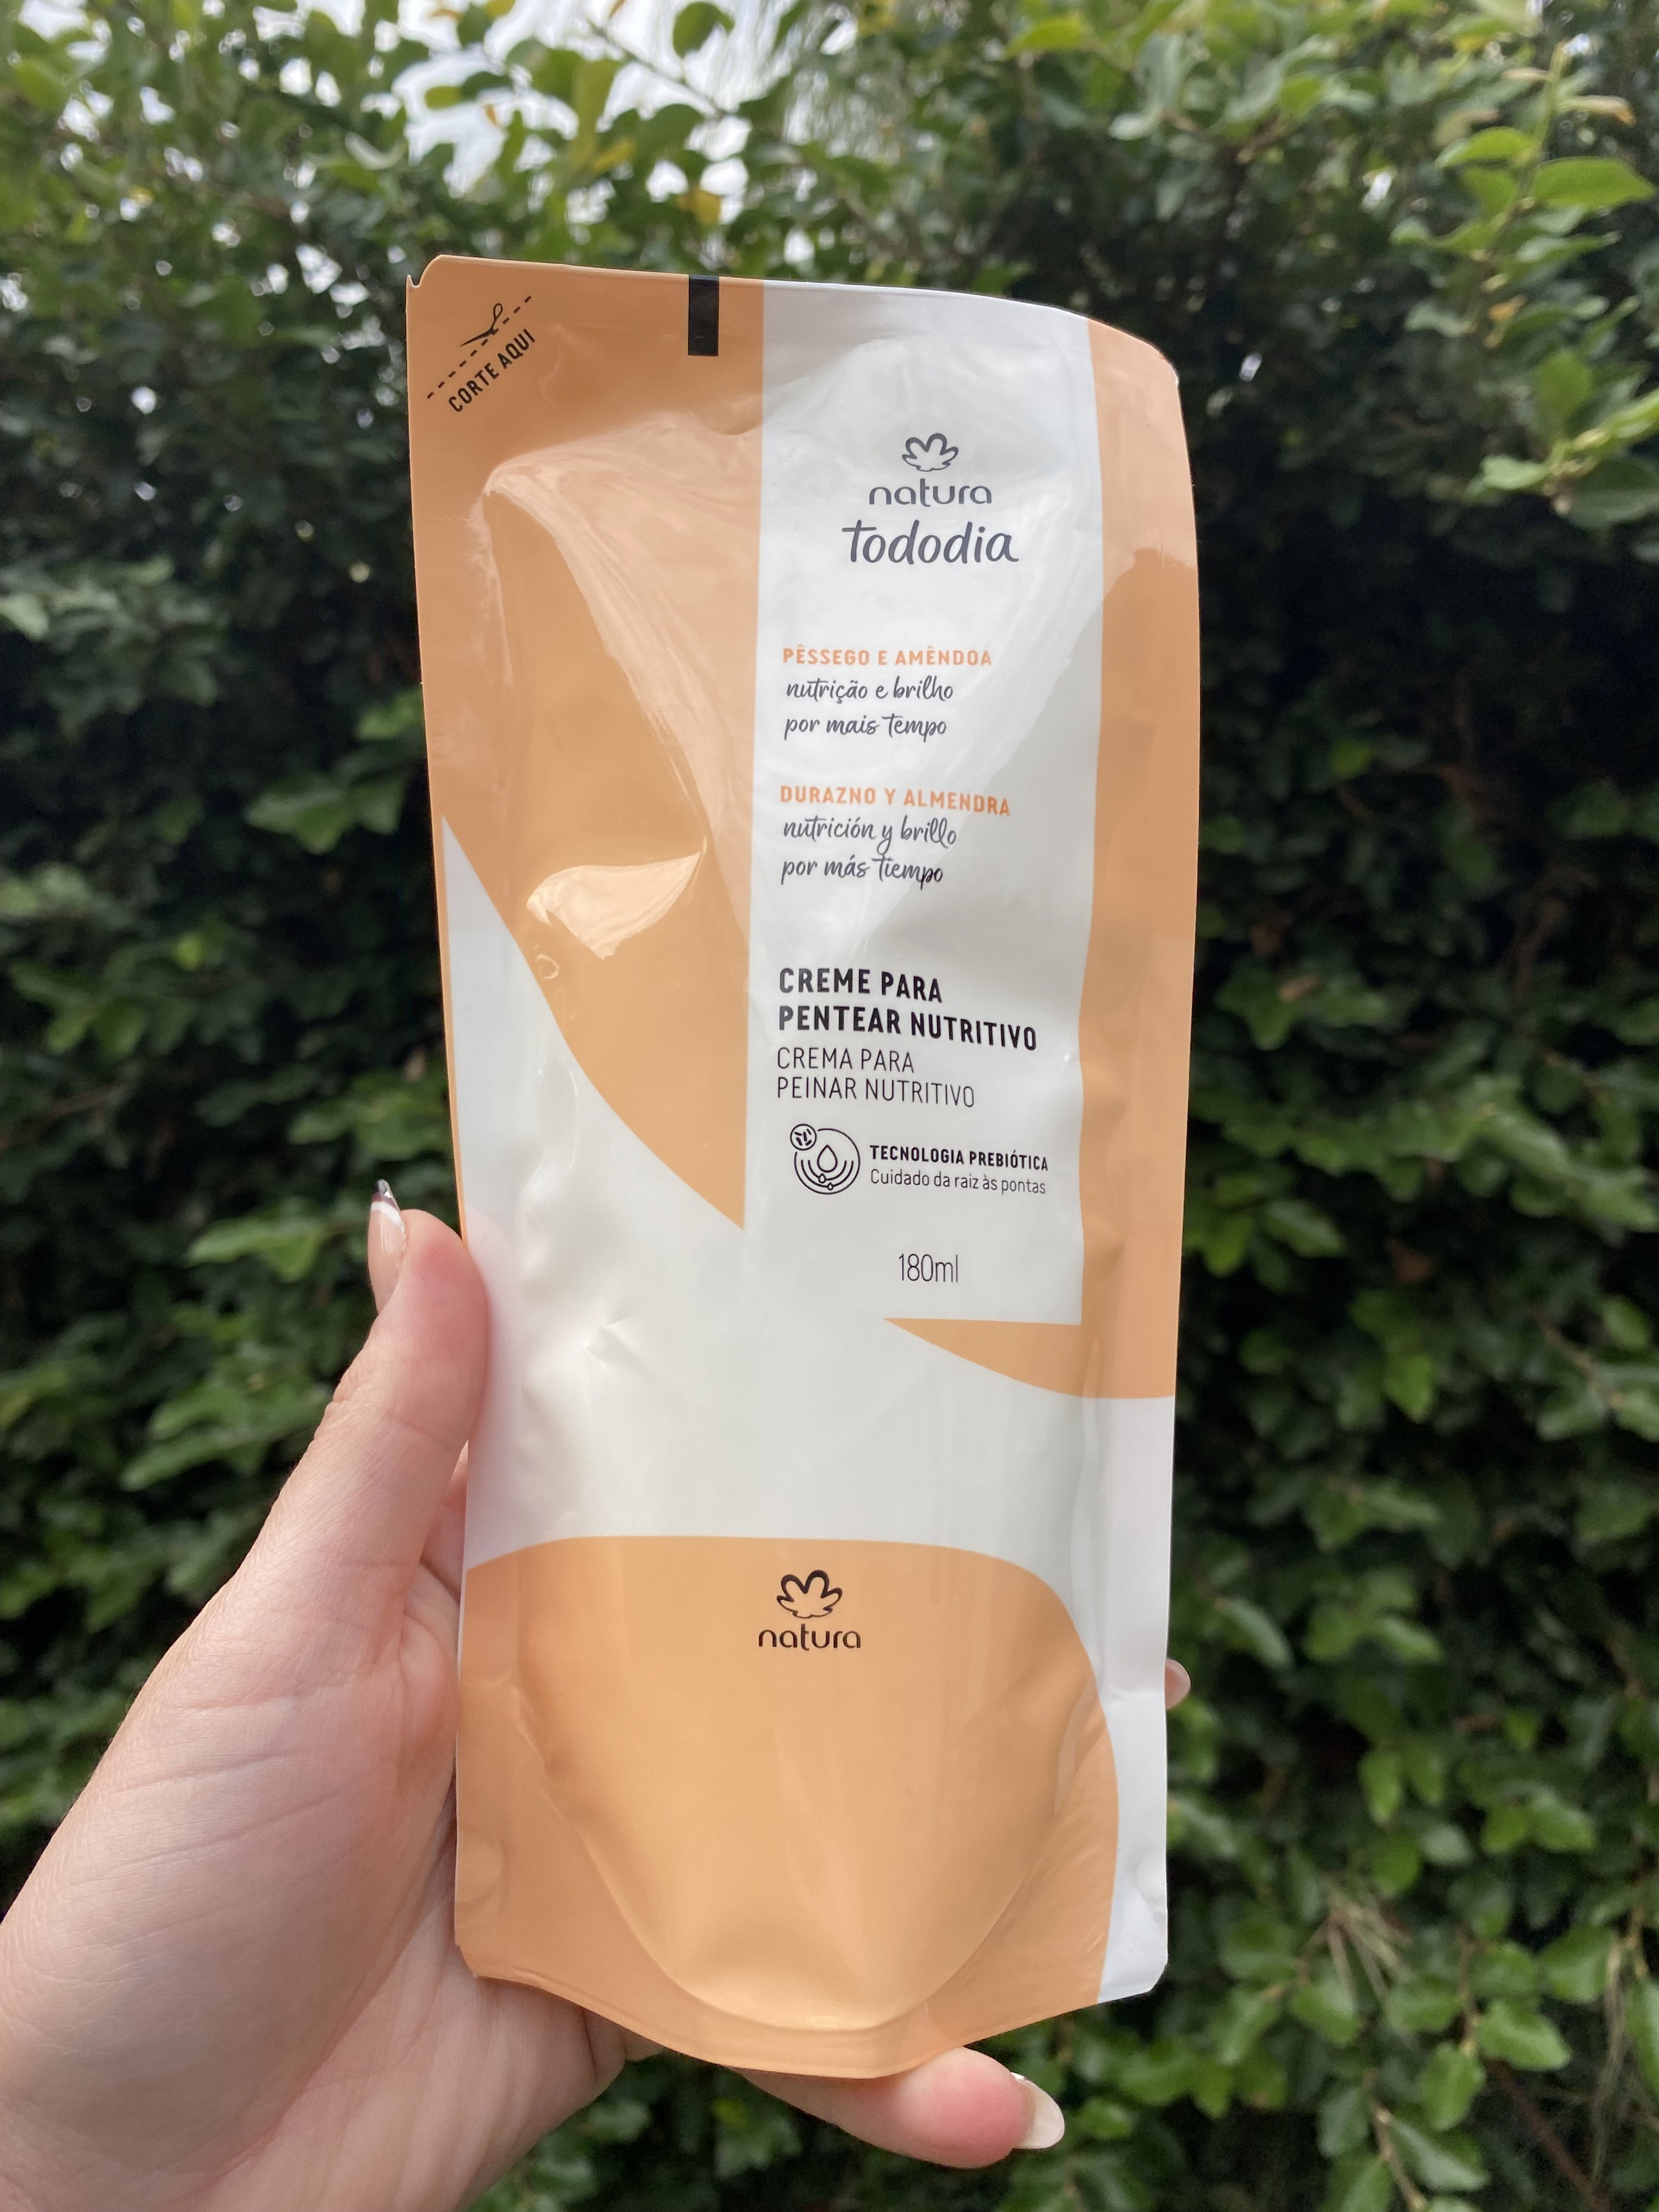 CORTE AQUI
natura
Tododia
PÊSSEGO E AMÊNDOA
nutrição e brilho
por mais tempo
DURAZNO Y ALMENDRA
nutrición y brillo
por más tiempo
CREME PARA
PENTEAR NUTRITIVO
CREMA PARA
PEINAR NUTRITIVO
TECNOLOGIA PREBIÓTICA
Cuidado da raiz às pontas
180ml
natura